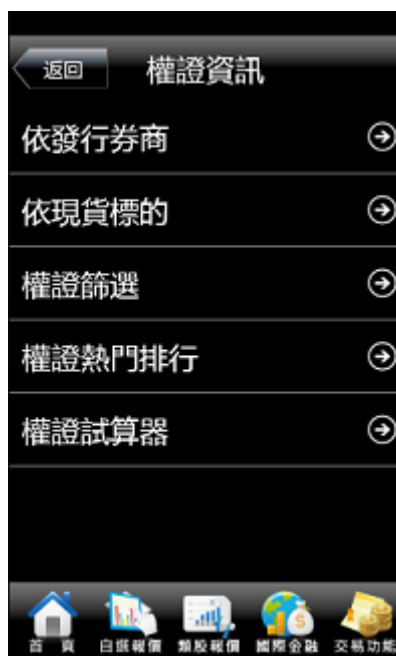 返回 權證資訊
依發行券商
依現貨標的
權證篩選
權證熱門排行
權證試算器
首頁 自選報價 類股報價 國際金融 交易功能